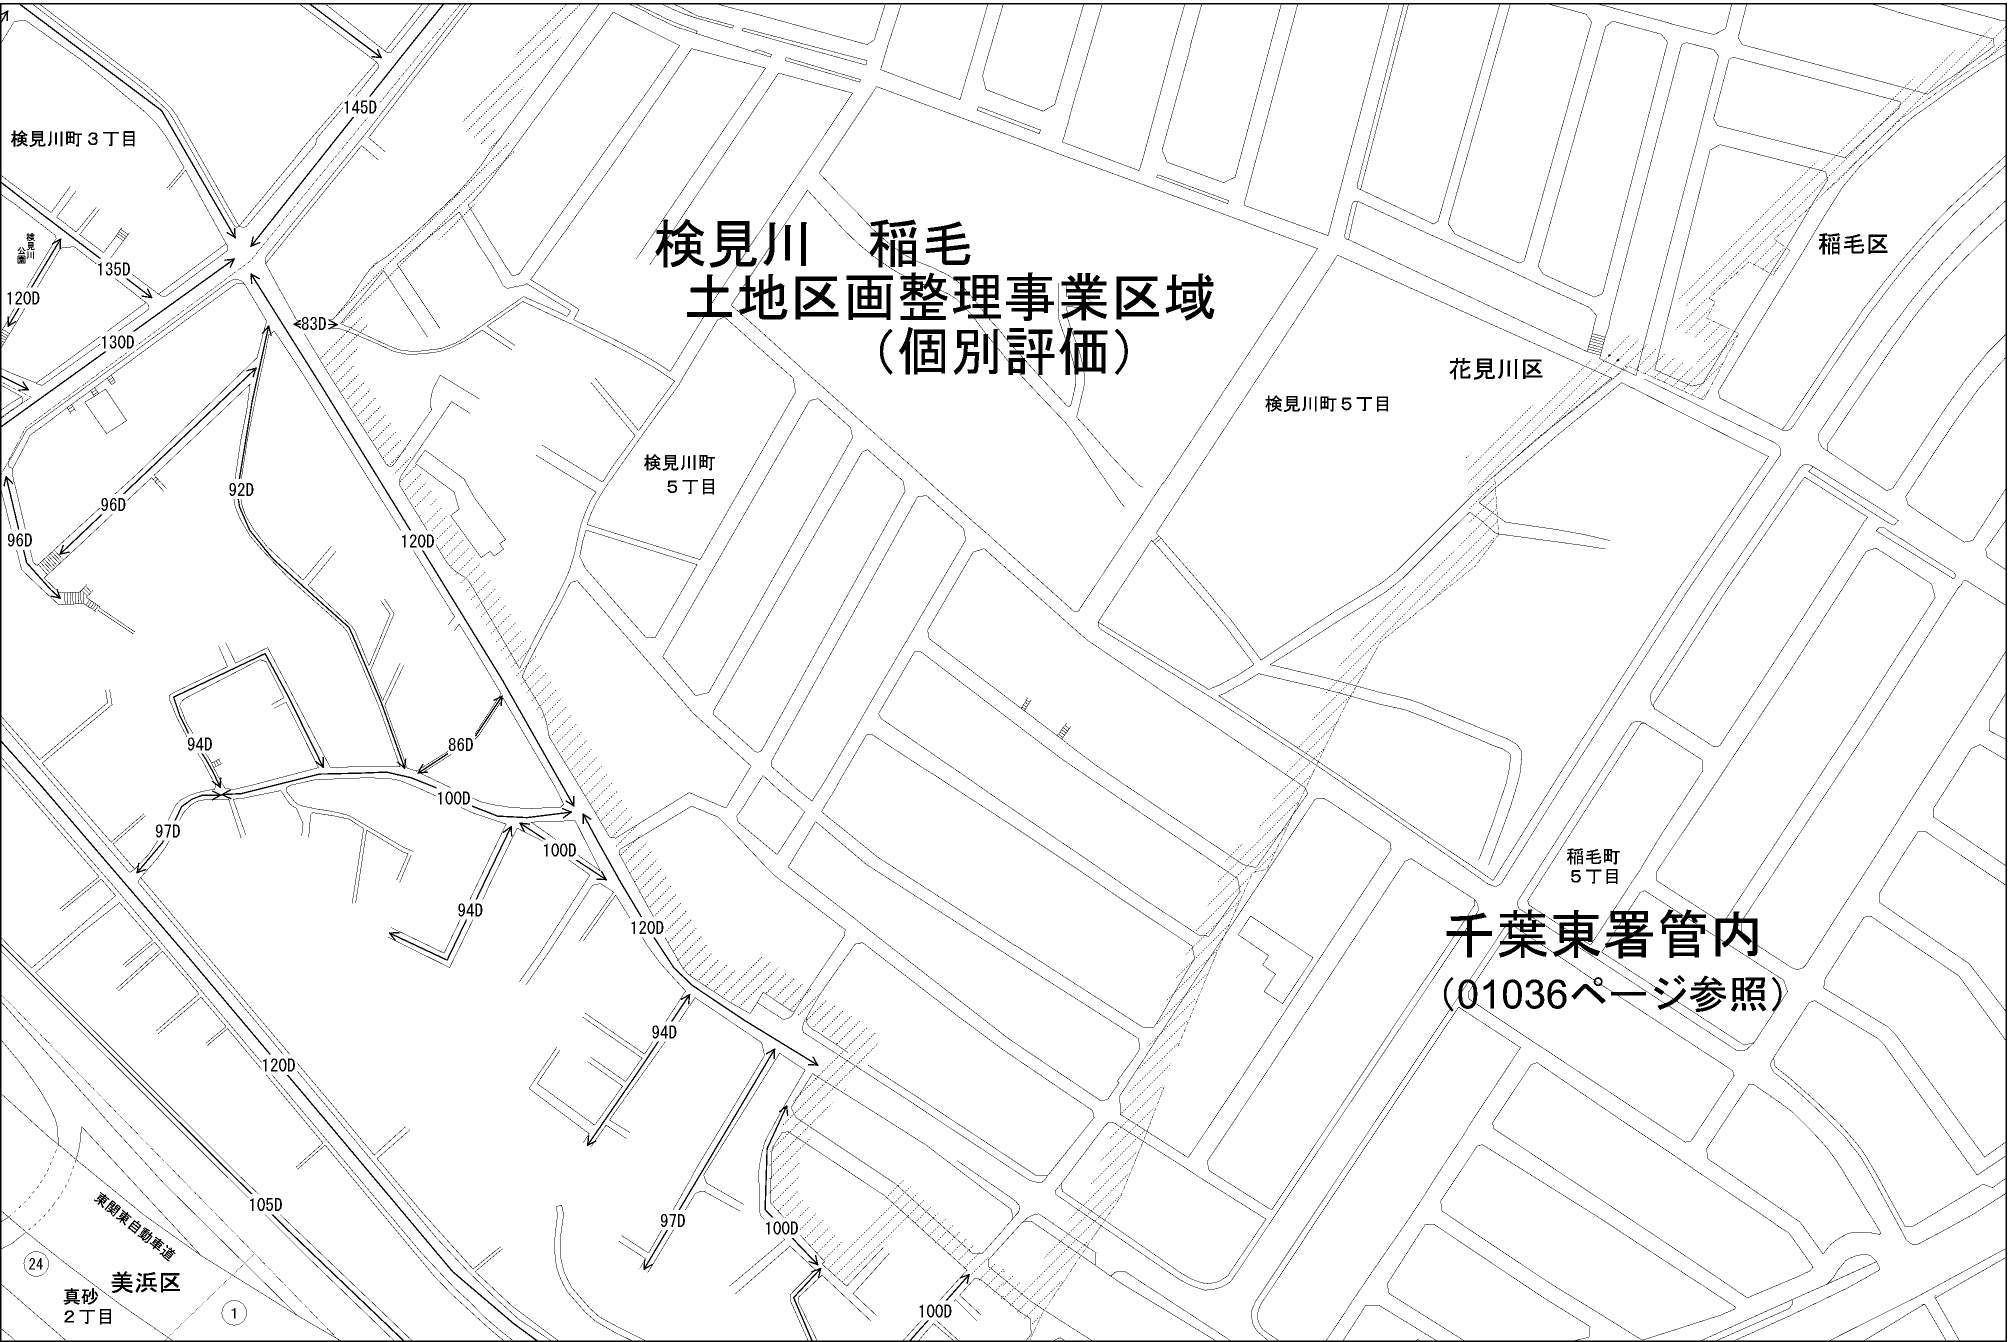 145D
検見川町３丁目
検見川
公園
135D
120D
130D
83D
検見川　稲毛
土地区画整理事業区域
（個別評価）
稲毛区
花見川区
検見川町５丁目
検見川町
５丁目
92D
96D
96D
120D
94D
86D
100D
97D
100D
94D
120D
稲毛町
５丁目
千葉東署管内
（01036ページ参照）
94D
120D
97D
100D
105D
東関東自動車道
24
美浜区
真砂
２丁目
1
100D